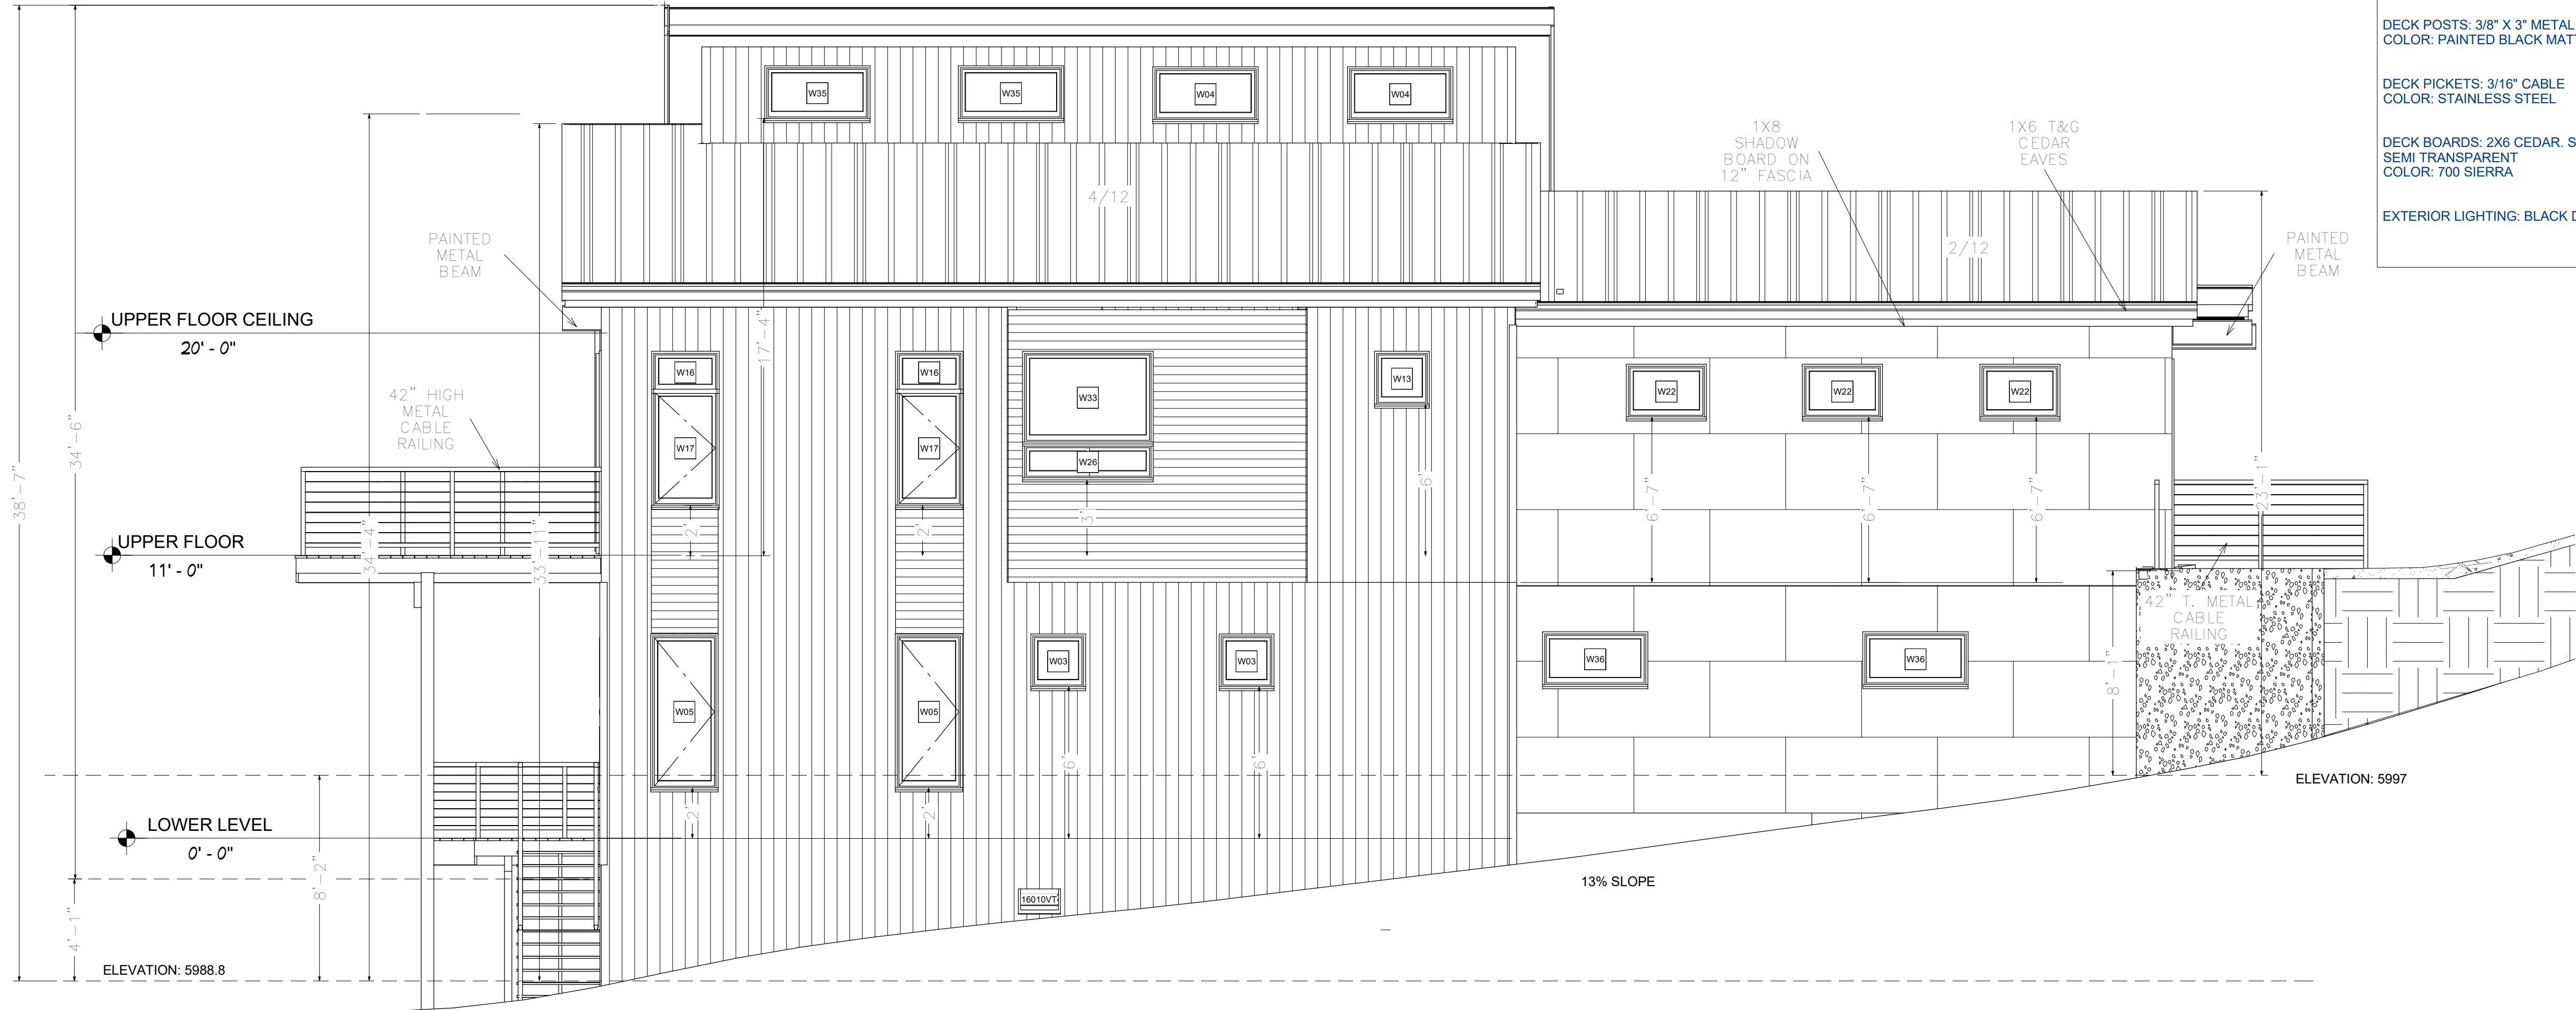 DECK POSTS: 3/8" X 3" METAL
COLOR: PAINTED BLACK MAT
DECK PICKETS: 3/16" CABLE
COLOR: STAINLESS STEEL
DECK BOARDS: 2X6 CEDAR. S
SEMI TRANSPARENT
COLOR: 700 SIERRA
EXTERIOR LIGHTING: BLACK D
W35
W35
W04
W04
1X8
SHADOW
BOARD ON
12" FASCIA
1X6 T&G
CEDAR
EAVES
4/12
2/12
PAINTED
METAL
BEAM
PAINTED
METAL
BEAM
UPPER FLOOR CEILING
20' - 0"
17'-4"
W16
W16
W33
W13
W22
W22
W22
42" HIGH
METAL
CABLE
RAILING
W17
W17
W26
38'-7"
34'-6"
34'-4"
33'-11"
2'
2'
3'
6'
6'-7"
6'-7"
6'-7"
23'-1"
UPPER FLOOR
11' - 0"
42" T. METAL
CABLE
RAILING
W03
W03
W36
W36
W05
W05
8'-1"
2'
2'
6'
6'
ELEVATION: 5997
LOWER LEVEL
0' - 0"
8'-2"
4'-1"
13% SLOPE
16010VT
ELEVATION: 5988.8